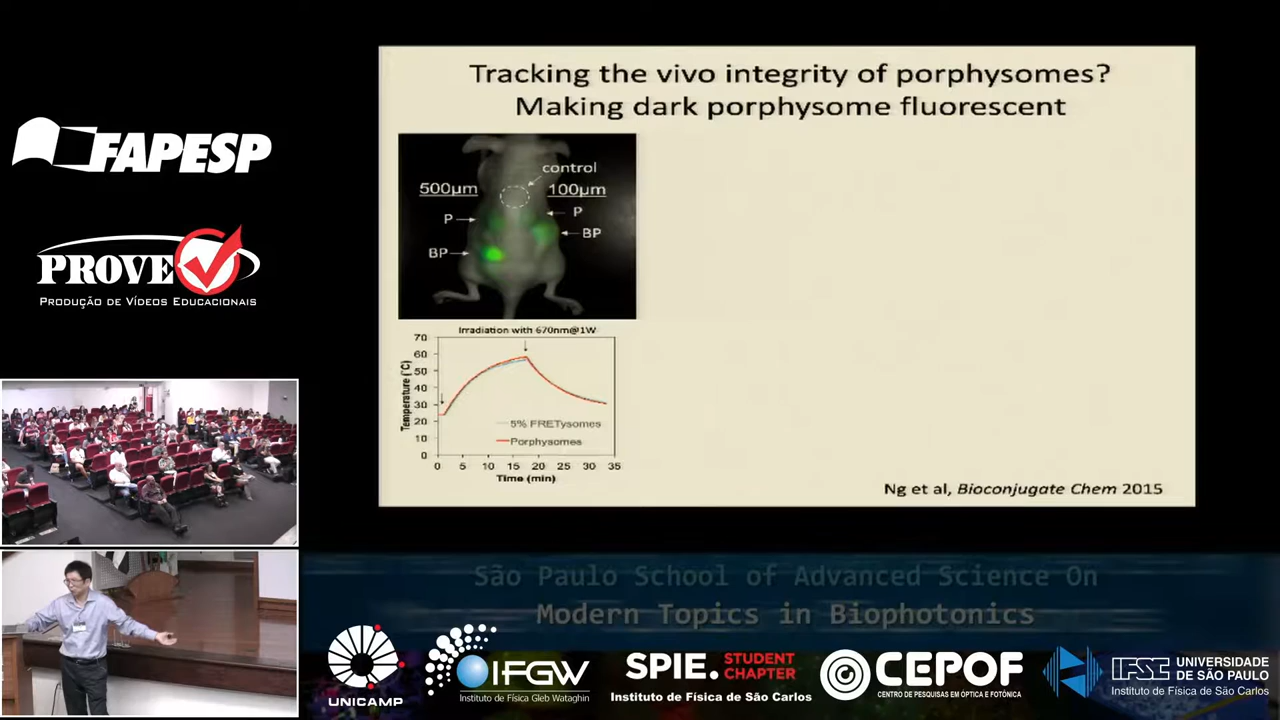 FAPESP
PROVE
PRODUÇÃO DE VÍDEOS EDUCACIONAIS
Tracking the vivo integrity of porphysomes?
Making dark porphysome fluorescent
control
500µm
100µm
P
P
BP
BP
Irradiation with 670nm@1W
70
60
50
40
30
20
10
0
Temperature (°C)
5% FRETysomes
Porphysomes
0 5 10 15 20 25 30 35
Time (min)
Ng et al, Bioconjugate Chem 2015
São Paulo School of Advanced Science On
Modern Topics in Biophotonics
UNICAMP
IFGW
Instituto de Física Gleb Wataghin
SPIE. STUDENT CHAPTER
Instituto de Física de São Carlos
CEPOF
CENTRO DE PESQUISAS EM ÓPTICA E FOTÔNICA
IFSC UNIVERSIDADE DE SÃO PAULO
Instituto de Física de São Carlos